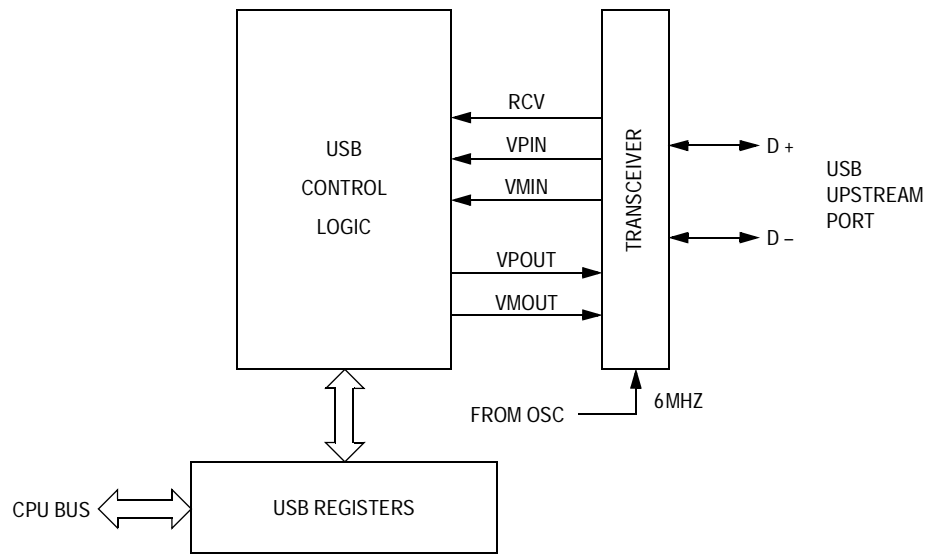 RCV
VPIN
VMIN
VPOUT
VMOUT
USB
CONTROL
LOGIC
TRANSCEIVER
D +
D –
USB
UPSTREAM
PORT
FROM OSC
6MHZ
CPU BUS
USB REGISTERS